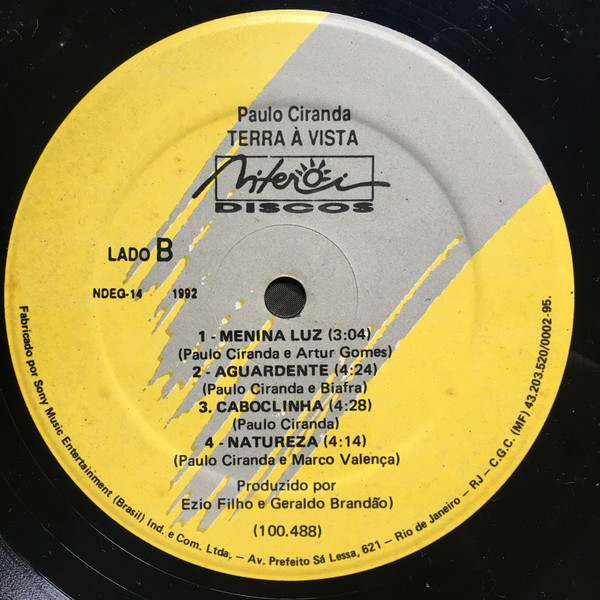 Paulo Ciranda
TERRA À VISTA
Niterói
DISCOS
LADO B
NDEG-14 1992
1 - MENINA LUZ (3:04)
(Paulo Ciranda e Artur Gomes)
2 - AGUARDENTE (4:24)
(Paulo Ciranda e Biafra)
3. CABOCLINHA (4:28)
(Paulo Ciranda)
4 - NATUREZA (4:14)
(Paulo Ciranda e Marco Valença)
Produzido por
Ezio Filho e Geraldo Brandão)
(100.488)
Fabricado por Sony Music Entertainment (Brasil) Ind. e Com. Ltda. — Av. Prefeito Sá Lessa, 621 — Rio de Janeiro — RJ — C.G.C. (MF) 43.203.520/0002-95.